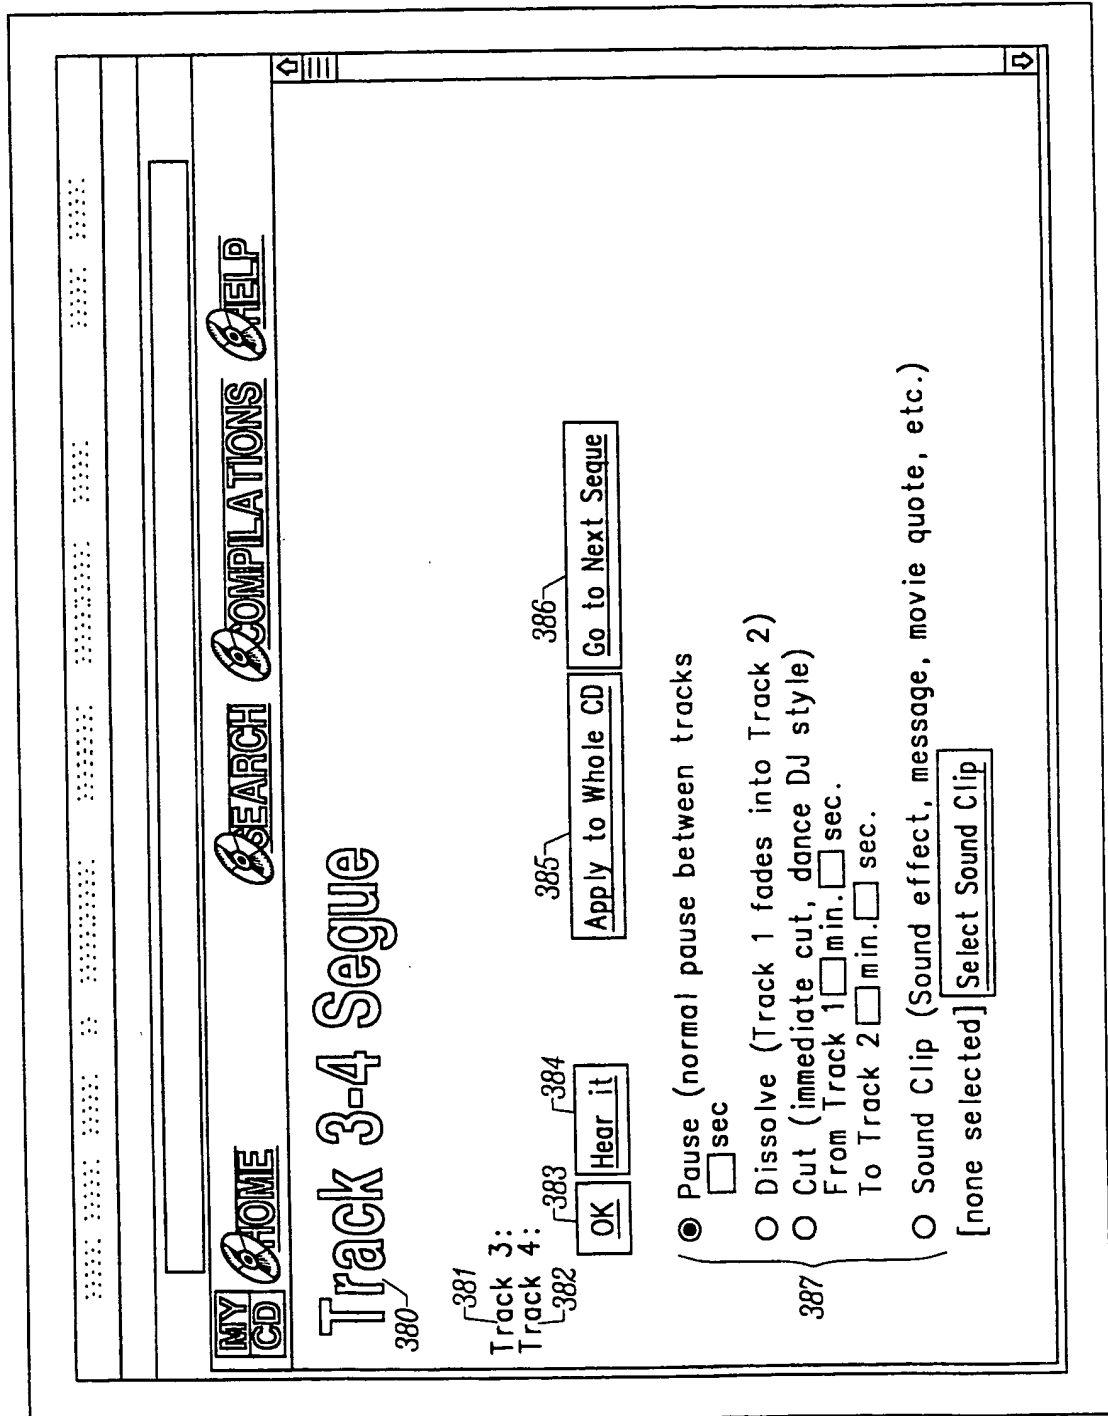 MY CD HOME SEARCH COMPILATIONS HELP
Track 3-4 Segue
380
381
Track 3:
Track 4:
382
383 384 385 386
OK Hear it Apply to Whole CD Go to Next Seque
387
Pause (normal pause between tracks
sec
Dissolve (Track 1 fades into Track 2)
Cut (immediate cut, dance DJ style)
From Track 1 min. sec.
To Track 2 min. sec.
Sound Clip (Sound effect, message, movie quote, etc.)
[none selected] Select Sound Clip